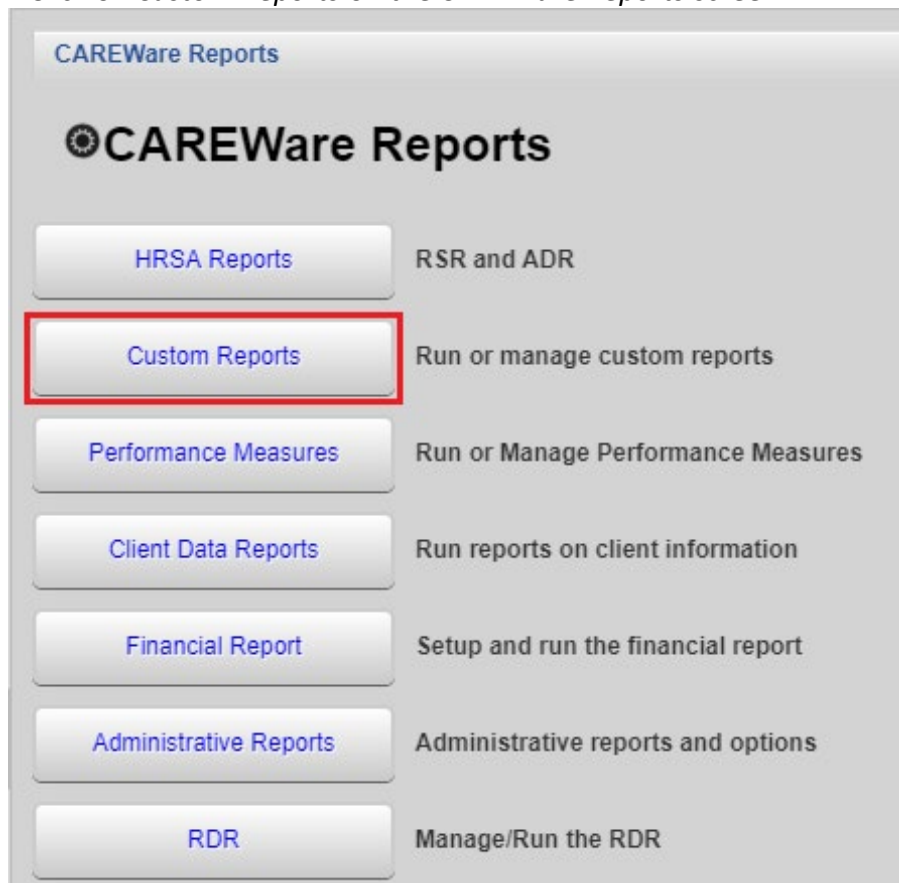 CAREWare Reports
CAREWare Reports
HRSA Reports RSR and ADR
Custom Reports Run or manage custom reports
Performance Measures Run or Manage Performance Measures
Client Data Reports Run reports on client information
Financial Report Setup and run the financial report
Administrative Reports Administrative reports and options
RDR Manage/Run the RDR